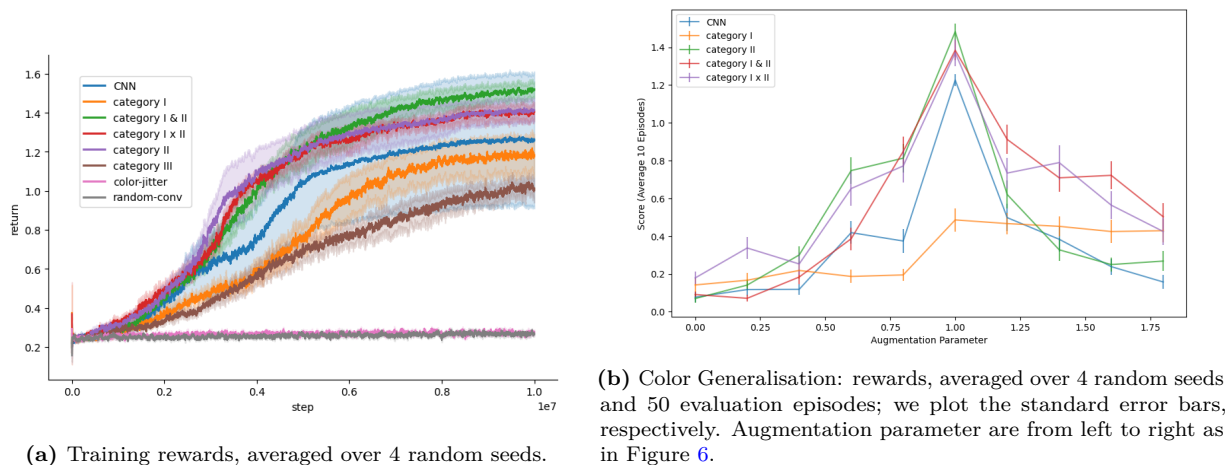 1.6
1.4
1.2
1.0
0.8
0.6
0.4
0.2
return
CNN
category I
category I & II
category I x II
category II
category III
color-jitter
random-conv
0.0 0.2 0.4 0.6 0.8 1.0
1e7
step
(a) Training rewards, averaged over 4 random seeds.
1.4
1.2
1.0
0.8
0.6
0.4
0.2
0.0
Score (Average 10 Episodes)
CNN
category I
category II
category I & II
category I x II
0.00 0.25 0.50 0.75 1.00 1.25 1.50 1.75
Augmentation Parameter
(b) Color Generalisation: rewards, averaged over 4 random seeds
and 50 evaluation episodes; we plot the standard error bars,
respectively. Augmentation parameter are from left to right as
in Figure 6.